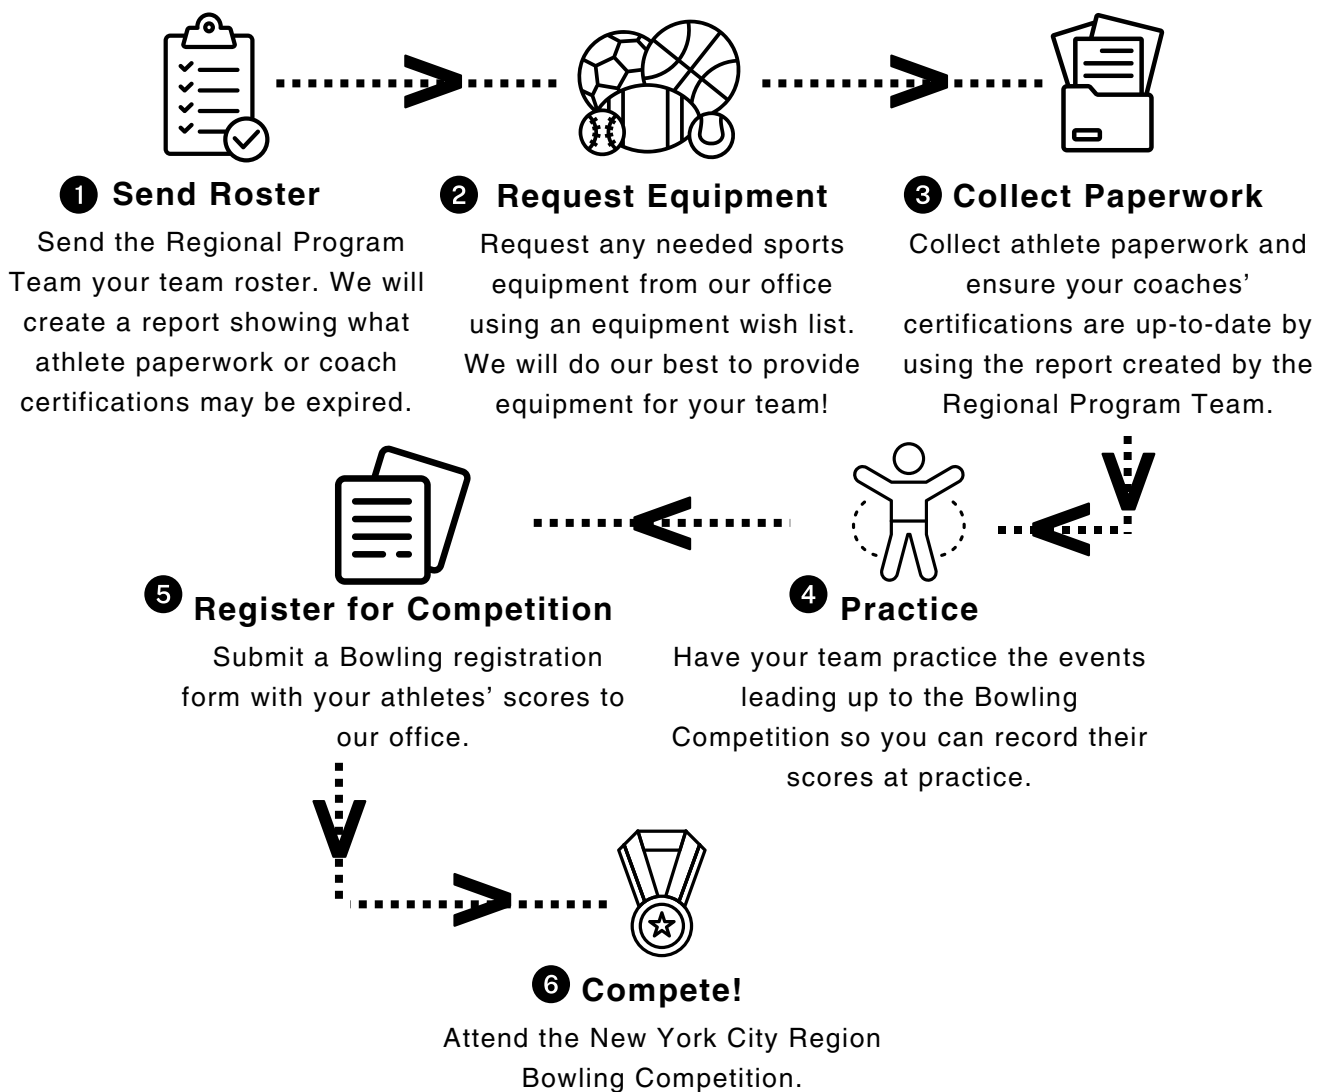 1 Send Roster
Send the Regional Program
Team your team roster. We will
create a report showing what
athlete paperwork or coach
certifications may be expired.
2 Request Equipment
Request any needed sports
equipment from our office
using an equipment wish list.
We will do our best to provide
equipment for your team!
3 Collect Paperwork
Collect athlete paperwork and
ensure your coaches’
certifications are up-to-date by
using the report created by the
Regional Program Team.
4 Practice
Have your team practice the events
leading up to the Bowling
Competition so you can record their
scores at practice.
5 Register for Competition
Submit a Bowling registration
form with your athletes’ scores to
our office.
6 Compete!
Attend the New York City Region
Bowling Competition.